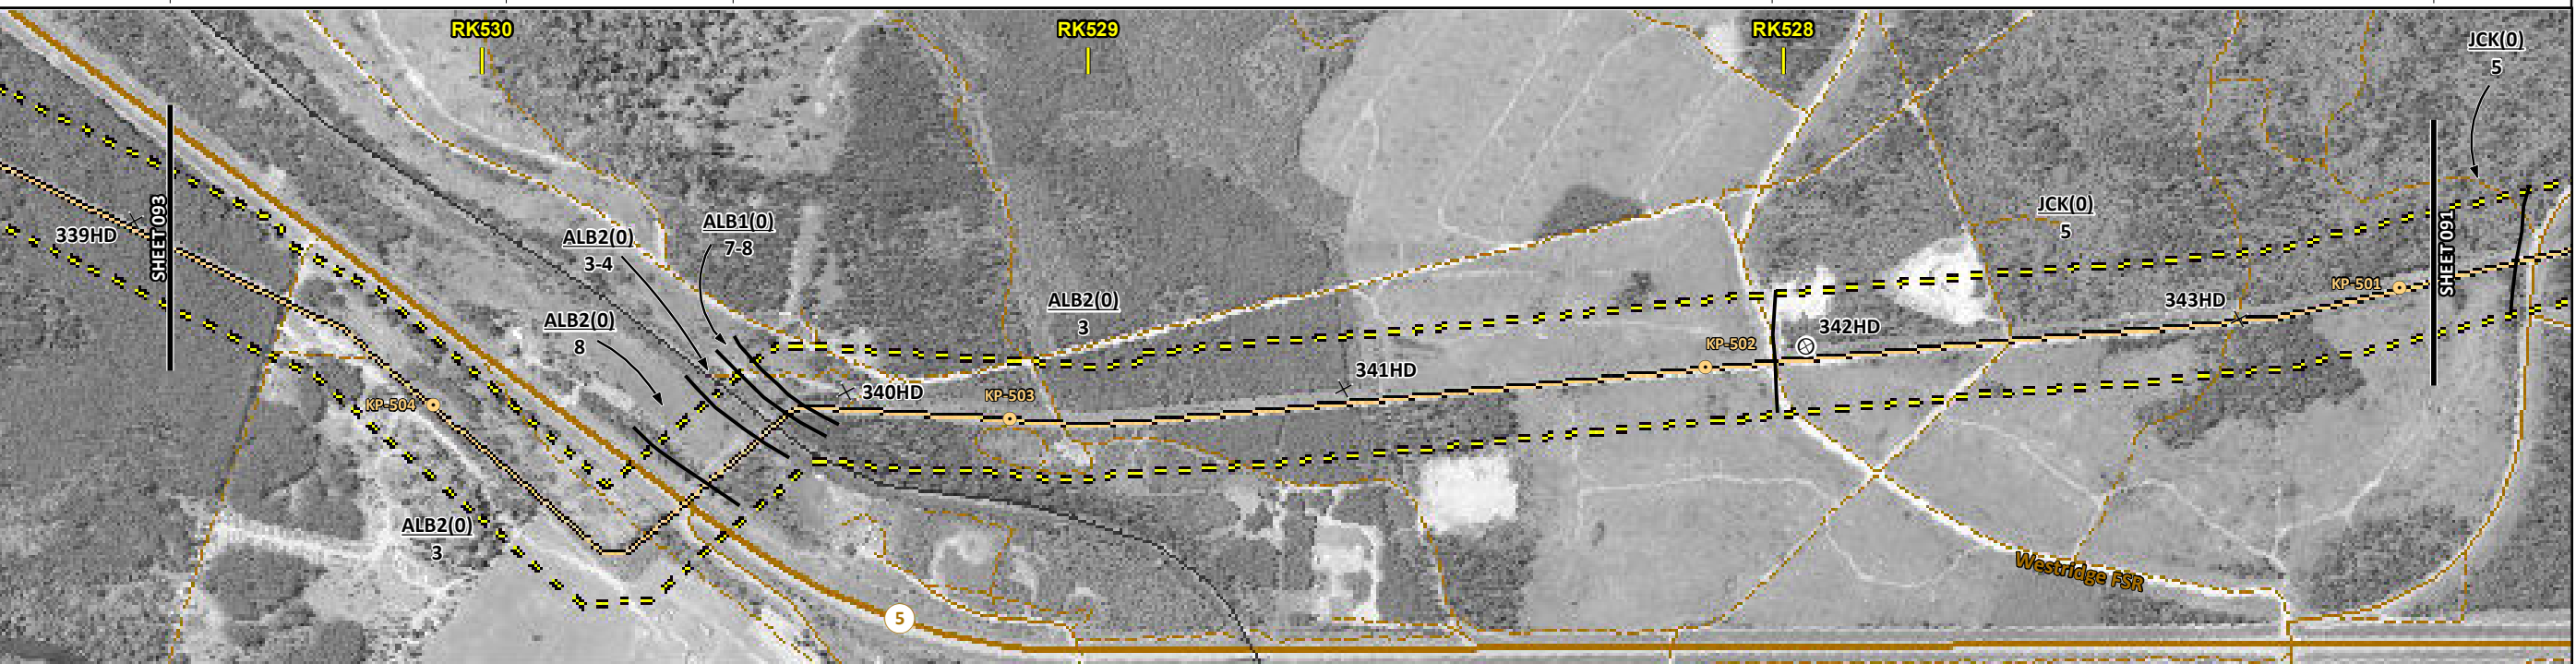 RK530
RK529
RK528
JCK(0)
5
339HD
SHEET 093
ALB2(0)
3-4
ALB1(0)
7-8
ALB2(0)
8
ALB2(0)
3
JCK(0)
5
342HD
343HD
KP-501
SHEET 091
KP-504
340HD
KP-503
341HD
KP-502
ALB2(0)
3
5
Westridge FSR